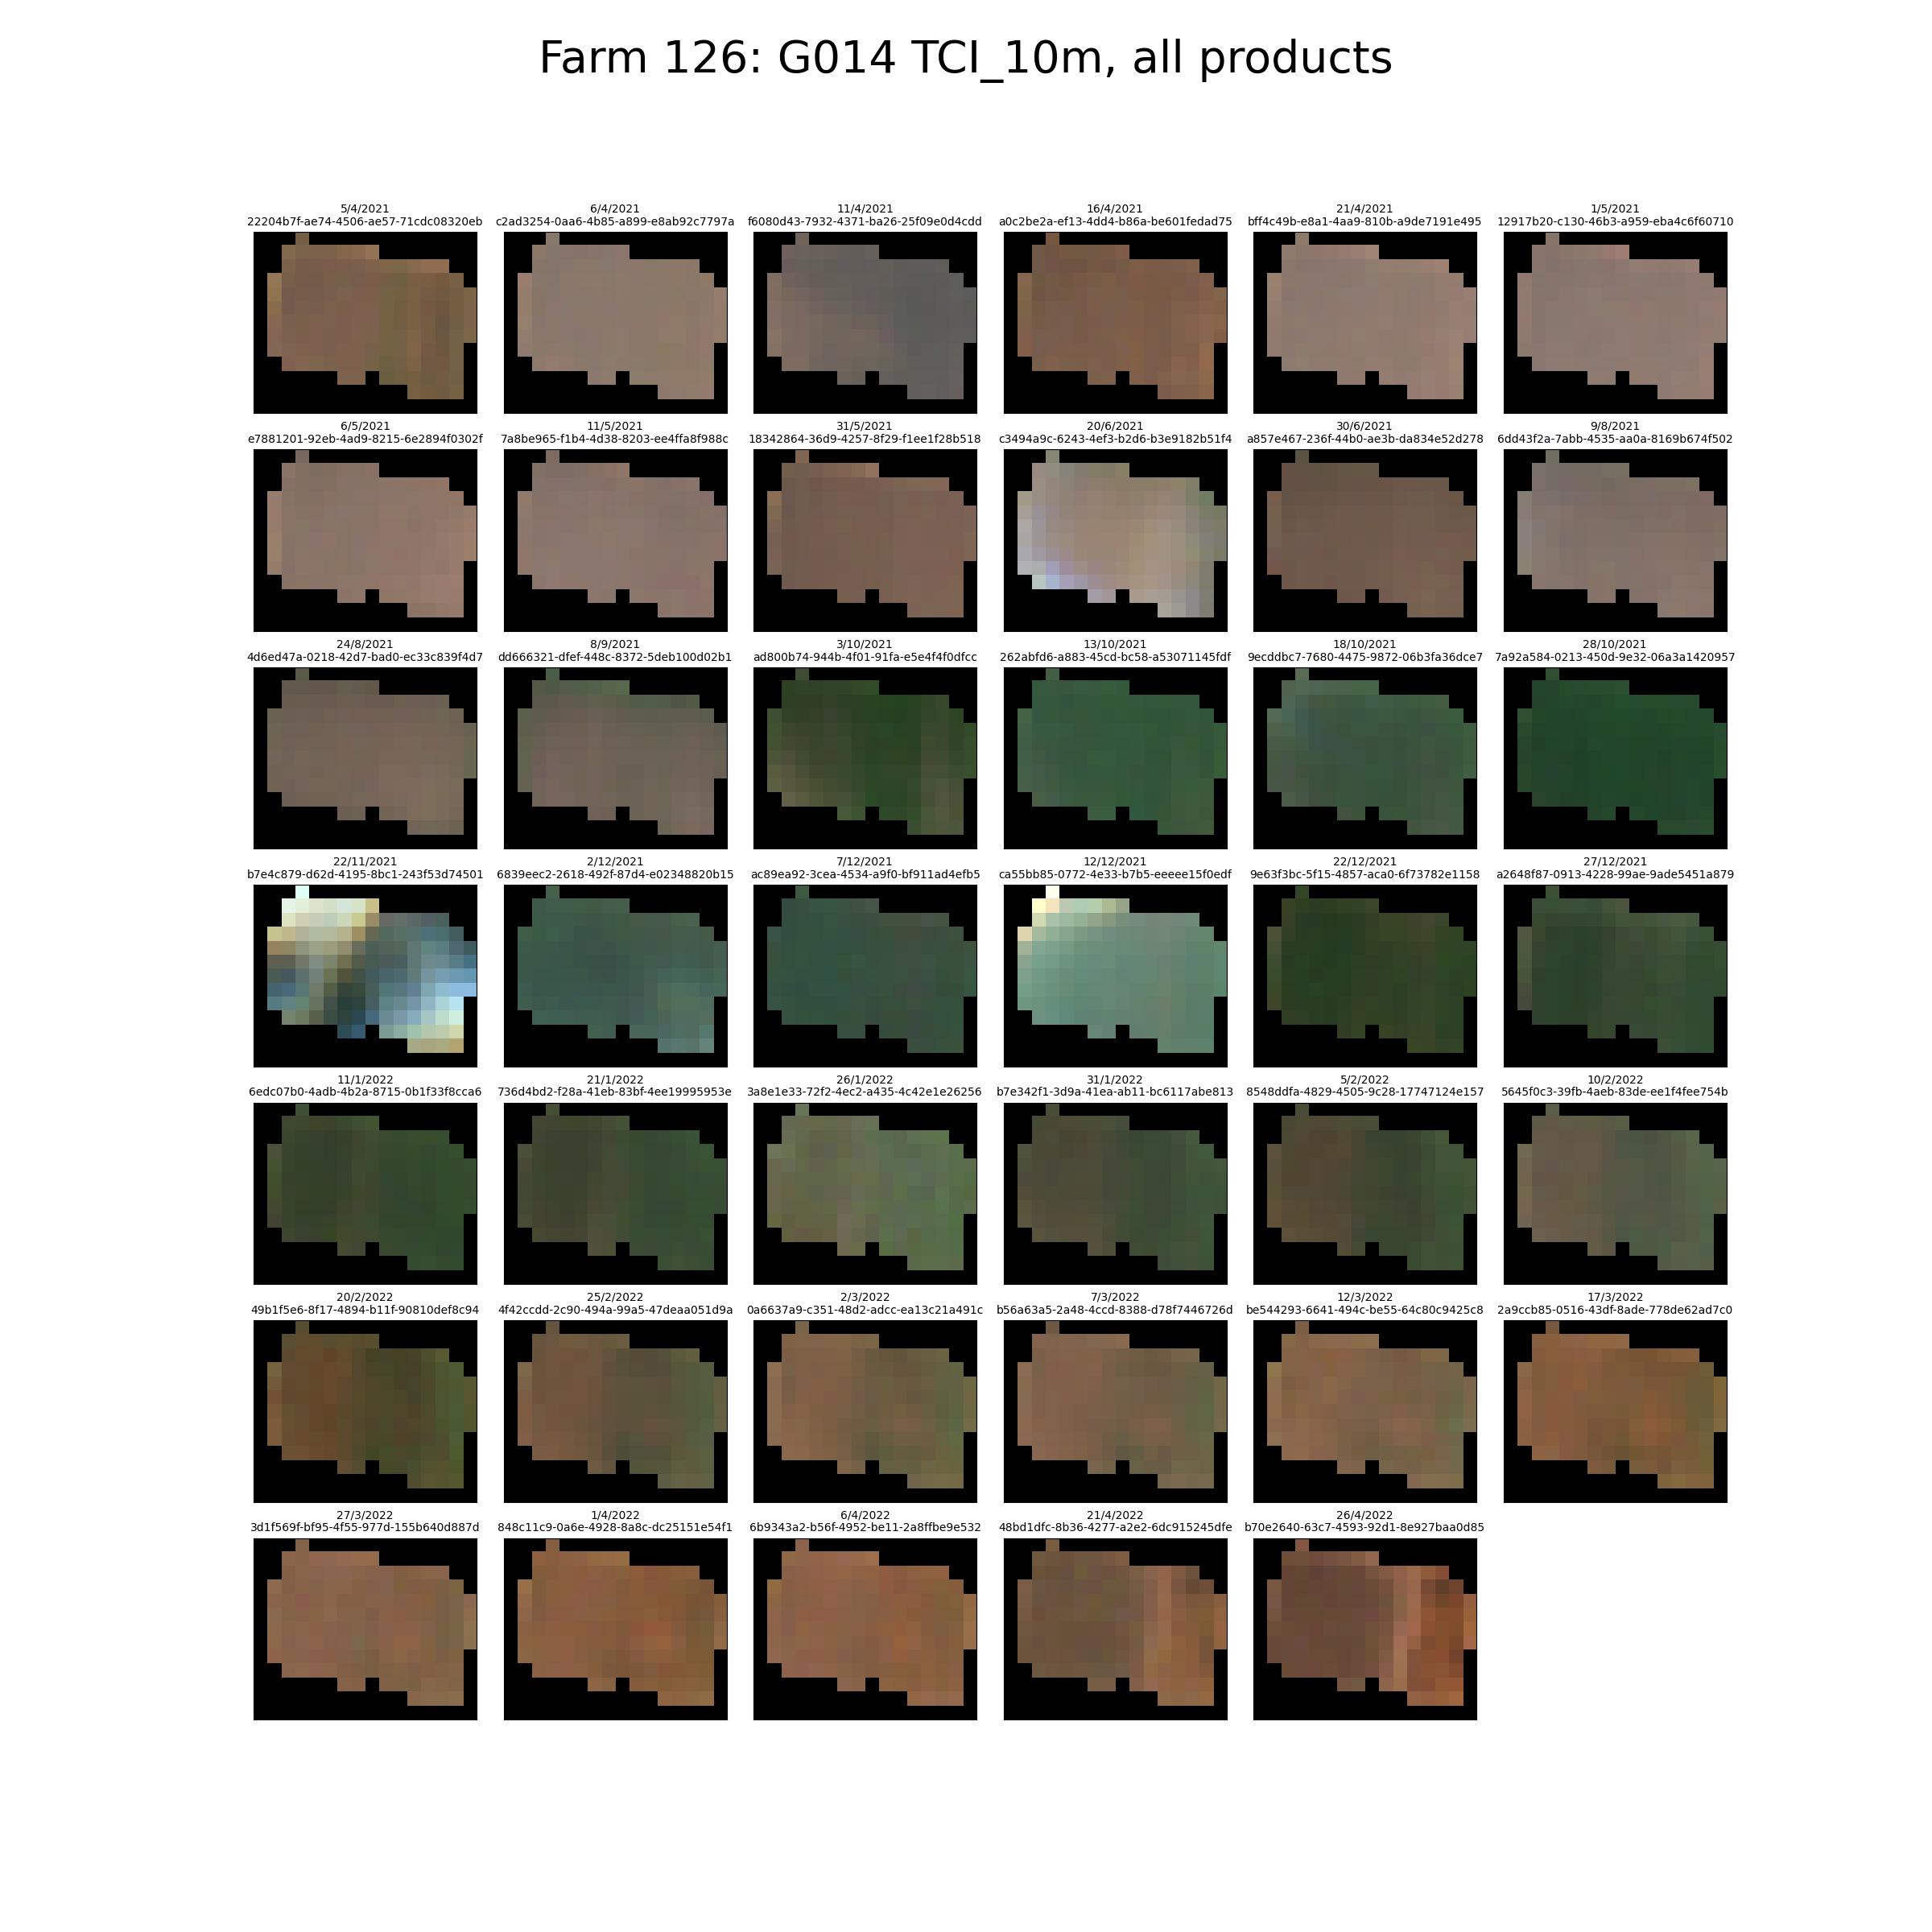 Farm 126: G014 TCI_10m, all products
5/4/2021 6/4/2021 11/4/2021 16/4/2021 21/4/2021 1/5/2021
22204b7f-ae74-4506-ae57-71cdc08320eb c2ad3254-0aa6-4b85-a899-e8ab92c7797a f6080d43-7932-4371-ba26-25f09e0d4cdd a0c2be2a-ef13-4dd4-b86a-be601fedad75 bff4c49b-e8a1-4aa9-810b-a9de7191e495 12917b20-c130-46b3-a959-eba4c6f60710
6/5/2021 11/5/2021 31/5/2021 20/6/2021 30/6/2021 9/8/2021
e7881201-92eb-4ad9-8215-6e2894f0302f 7a8be965-f1b4-4d38-8203-ee4ffa8f988c 18342864-36d9-4257-8f29-f1ee1f28b518 c3494a9c-6243-4ef3-b2d6-b3e9182b51f4 a857e467-236f-44b0-ae3b-da834e52d278 6dd43f2a-7abb-4535-aa0a-8169b674f502
24/8/2021 8/9/2021 3/10/2021 13/10/2021 18/10/2021 28/10/2021
4d6ed47a-0218-42d7-bad0-ec33c839f4d7 dd666321-dfef-448c-8372-5deb100d02b1 ad800b74-944b-4f01-91fa-e5e4f4f0dfcc 262abfd6-a883-45cd-bc58-a53071145fdf 9ecddbc7-7680-4475-9872-06b3fa36dce7 7a92a584-0213-450d-9e32-06a3a1420957
22/11/2021 2/12/2021 7/12/2021 12/12/2021 22/12/2021 27/12/2021
b7e4c879-d62d-4195-8bc1-243f53d74501 6839eec2-2618-492f-87d4-e02348820b15 ac89ea92-3cea-4534-a9f0-bf911ad4efb5 ca55bb85-0772-4e33-b7b5-eeeee15f0edf 9e63f3bc-5f15-4857-aca0-6f73782e1158 a2648f87-0913-4228-99ae-9ade5451a879
11/1/2022 21/1/2022 26/1/2022 31/1/2022 5/2/2022 10/2/2022
6edc07b0-4adb-4b2a-8715-0b1f33f8cca6 736d4bd2-f28a-41eb-83bf-4ee19995953e 3a8e1e33-72f2-4ec2-a435-4c42e1e26256 b7e342f1-3d9a-41ea-ab11-bc6117abe813 8548ddfa-4829-4505-9c28-17747124e157 5645f0c3-39fb-4aeb-83de-ee1f4fee754b
20/2/2022 25/2/2022 2/3/2022 7/3/2022 12/3/2022 17/3/2022
49b1f5e6-8f17-4894-b11f-90810def8c94 4f42ccdd-2c90-494a-99a5-47deaa051d9a 0a6637a9-c351-48d2-adcc-ea13c21a491c b56a63a5-2a48-4ccd-8388-d78f7446726d be544293-6641-494c-be55-64c80c9425c8 2a9ccb85-0516-43df-8ade-778de62ad7c0
27/3/2022 1/4/2022 6/4/2022 21/4/2022 26/4/2022
3d1f569f-bf95-4f55-977d-155b640d887d 848c11c9-0a6e-4928-8a8c-dc25151e54f1 6b9343a2-b56f-4952-be11-2a8ffbe9e532 48bd1dfc-8b36-4277-a2e2-6dc915245dfe b70e2640-63c7-4593-92d1-8e927baa0d85